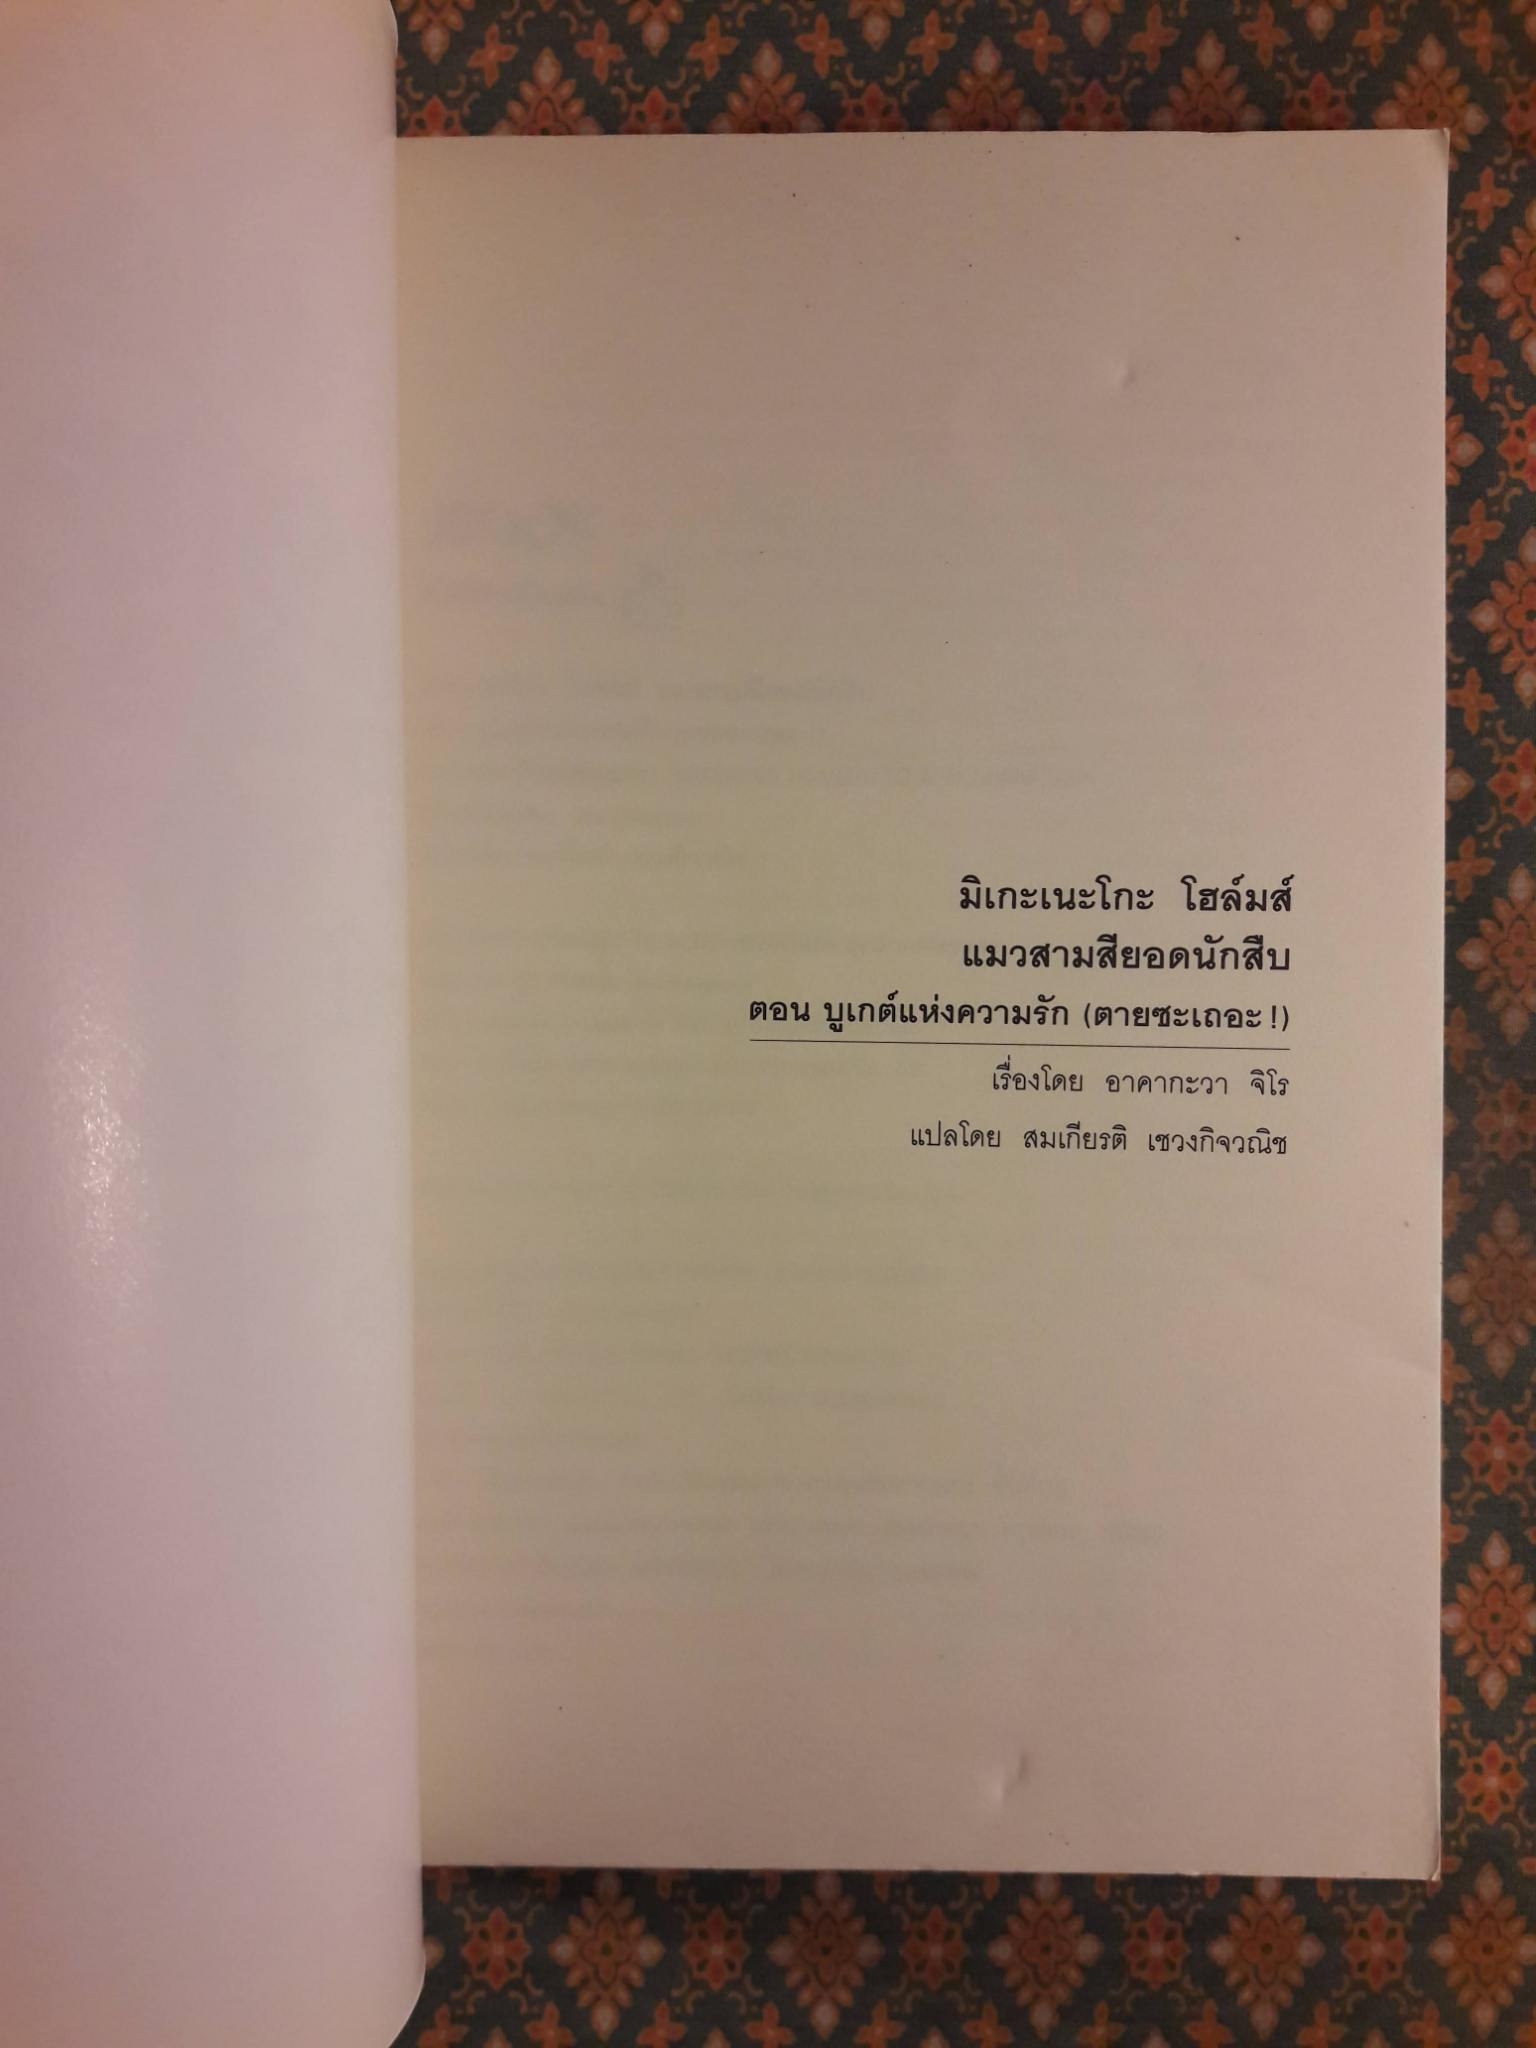 มิเกะเนะโกะ โฮล์มส์
แมวสามสียอดนักสืบ
ตอน บูเกต์แห่งความรัก (ตายซะเถอะ!)
เรื่องโดย อาคากะวา จิโร
แปลโดย สมเกียรติ เชวงกิจวณิช